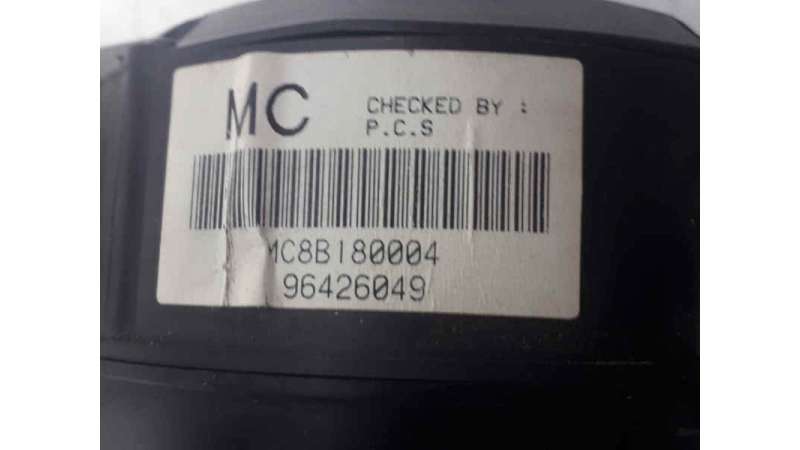 MC
CHECKED BY :
P.C.S
MC8B180004
96426049